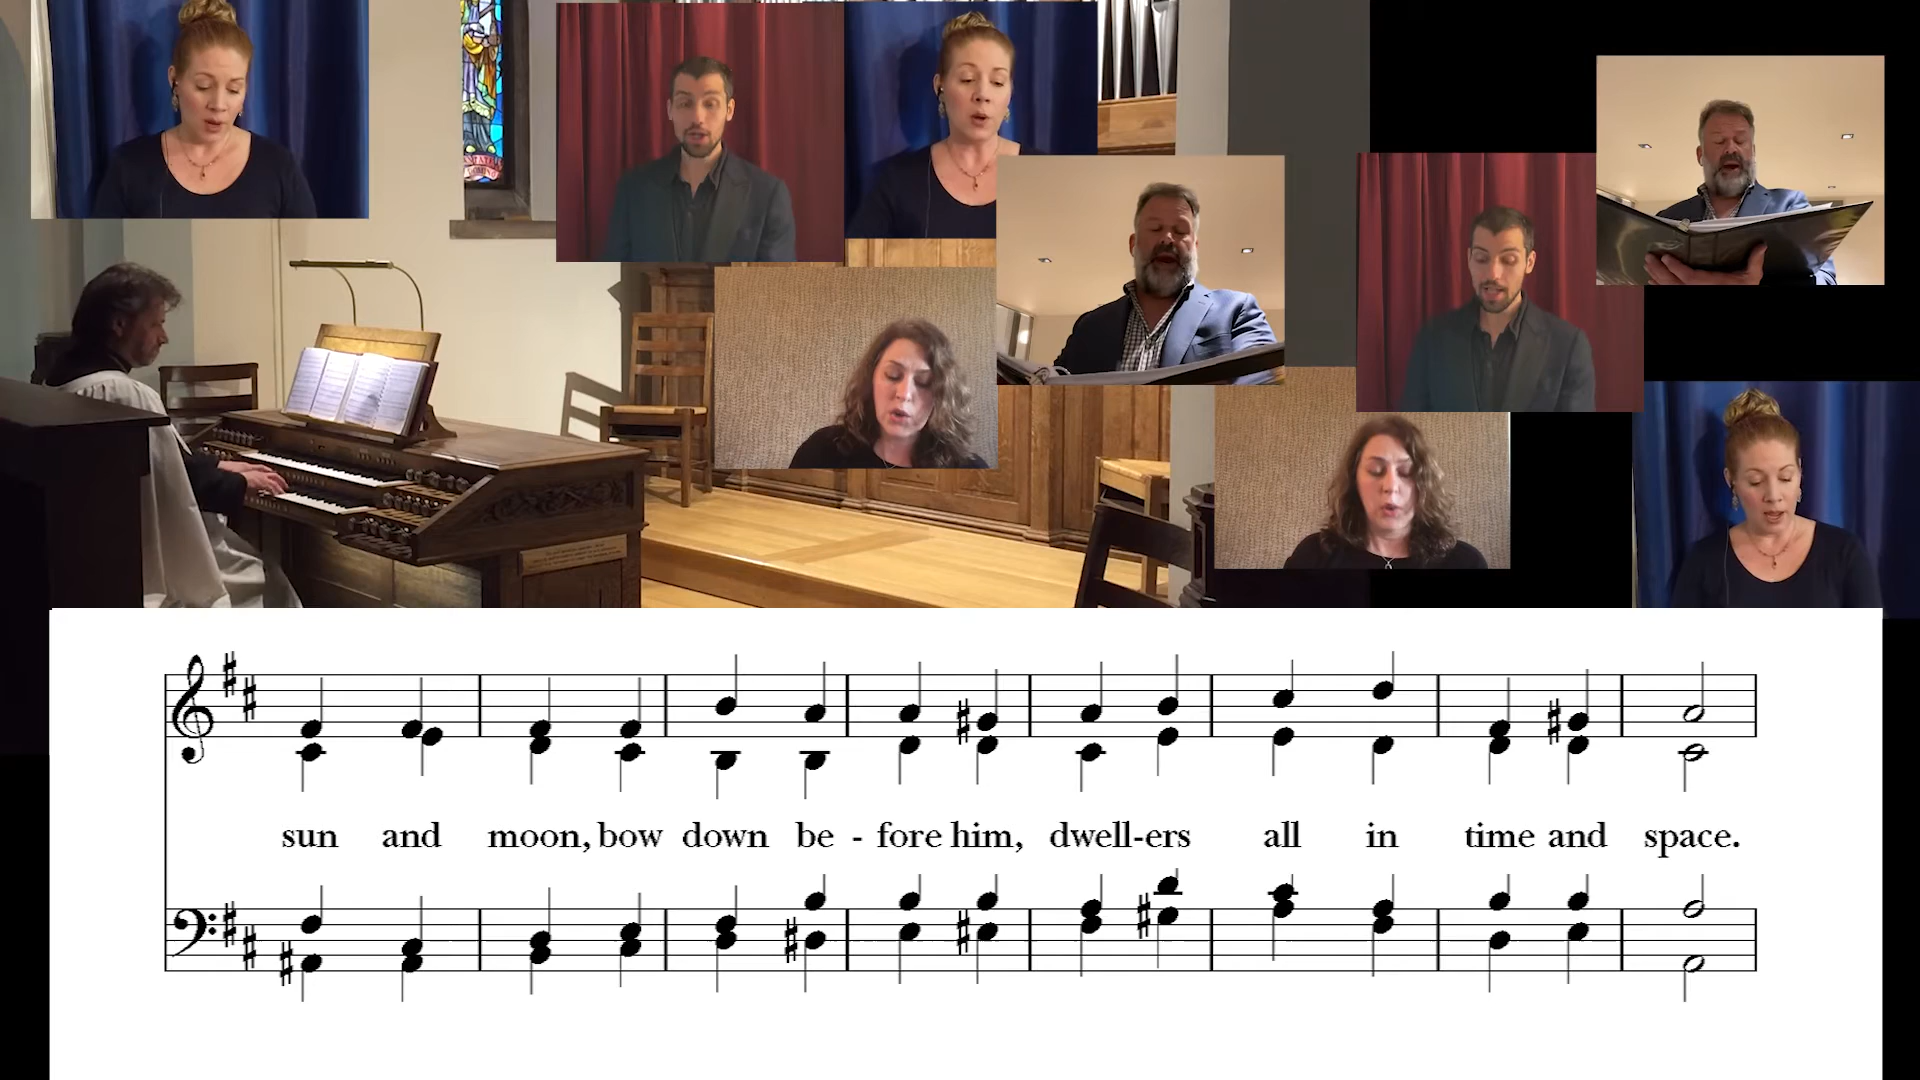 sun and moon, bow down be - fore him, dwell-ers all in time and space.